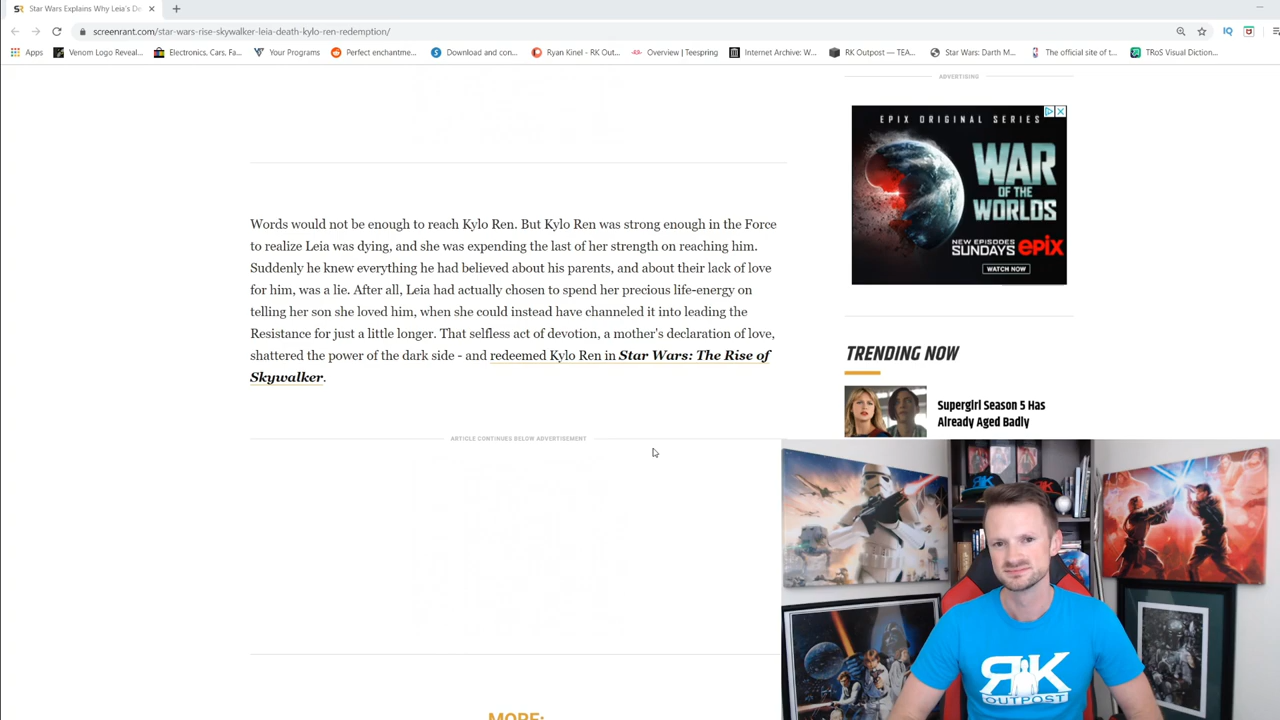 Star Wars Explains Why Leia's De
screenrant.com/star-wars-rise-skywalker-leia-death-kylo-ren-redemption/
Apps
Venom Logo Reveal...
Electronics, Cars, Fa...
Your Programs
Perfect enchantme...
Download and con...
Ryan Kinel - RK Out...
Overview | Teespring
Internet Archive: W...
RK Outpost — TEA...
Star Wars: Darth M...
The official site of t...
TRoS Visual Diction...
ADVERTISING
EPIX ORIGINAL SERIES
WAR
OF THE
WORLDS
NEW EPISODES
SUNDAYS epix
WATCH NOW
Words would not be enough to reach Kylo Ren. But Kylo Ren was strong enough in the Force
to realize Leia was dying, and she was expending the last of her strength on reaching him.
Suddenly he knew everything he had believed about his parents, and about their lack of love
for him, was a lie. After all, Leia had actually chosen to spend her precious life-energy on
telling her son she loved him, when she could instead have channeled it into leading the
Resistance for just a little longer. That selfless act of devotion, a mother's declaration of love,
shattered the power of the dark side - and redeemed Kylo Ren in Star Wars: The Rise of
Skywalker.
TRENDING NOW
Supergirl Season 5 Has
Already Aged Badly
ARTICLE CONTINUES BELOW ADVERTISEMENT
MORE:
RK
OUTPOST